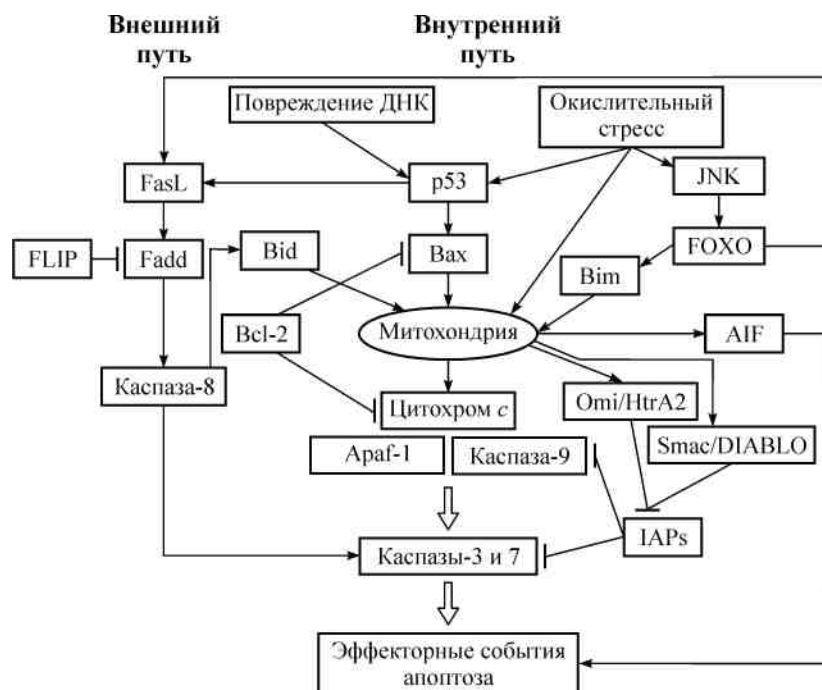 Внешний
путь
Внутренний
путь
Повреждение ДНК
Окислительный
стресс
FasL
p53
JNK
FLIP
Fadd
Bid
Bax
FOXO
Bim
Bcl-2
Митохондрия
AIF
Каспаза-8
Цитохром c
Omi/HtrA2
Apaf-1
Каспаза-9
Smac/DIABLO
IAPs
Каспазы-3 и 7
Эффекторные события
апоптоза